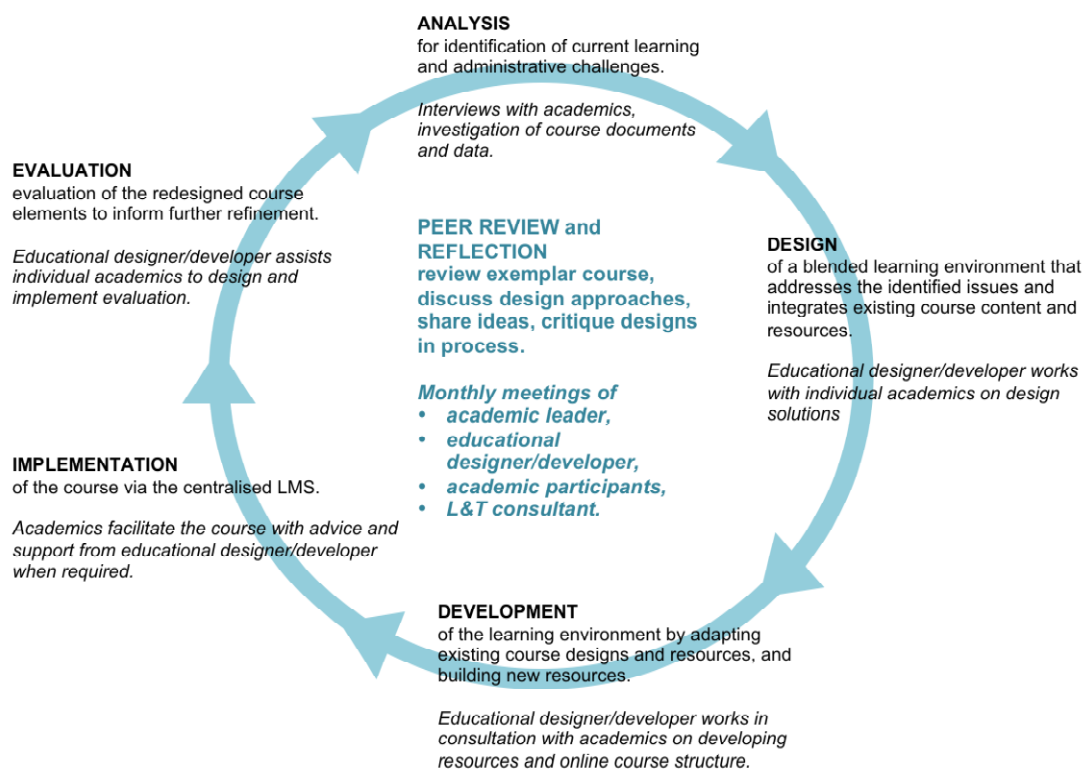 ANALYSIS
for identification of current learning
and administrative challenges.
Interviews with academics,
investigation of course documents
and data.
DESIGN
of a blended learning environment that
addresses the identified issues and
integrates existing course content and
resources.
Educational designer/developer works
with individual academics on design
solutions
DEVELOPMENT
of the learning environment by adapting
existing course designs and resources, and
building new resources.
Educational designer/developer works in
consultation with academics on developing
resources and online course structure.
IMPLEMENTATION
of the course via the centralised LMS.
Academics facilitate the course with advice and
support from educational designer/developer
when required.
EVALUATION
evaluation of the redesigned course
elements to inform further refinement.
Educational designer/developer assists
individual academics to design and
implement evaluation.
PEER REVIEW and
REFLECTION
review exemplar course,
discuss design approaches,
share ideas, critique designs
in process.
Monthly meetings of
• academic leader,
• educational
designer/developer,
• academic participants,
• L&T consultant.